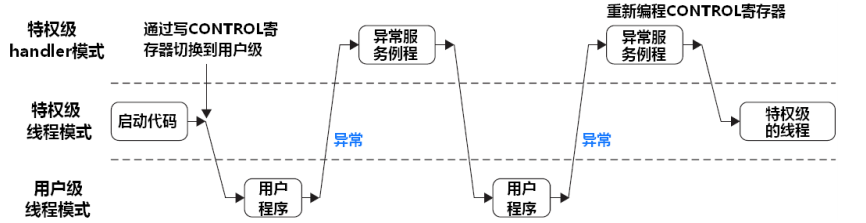 特权级
handler模式
通过写CONTROL寄
存器切换到用户级
异常服
务例程
重新编程CONTROL寄存器
异常服
务例程
特权级
线程模式
启动代码
异常
异常
特权级
的线程
用户级
线程模式
用户
程序
用户
程序